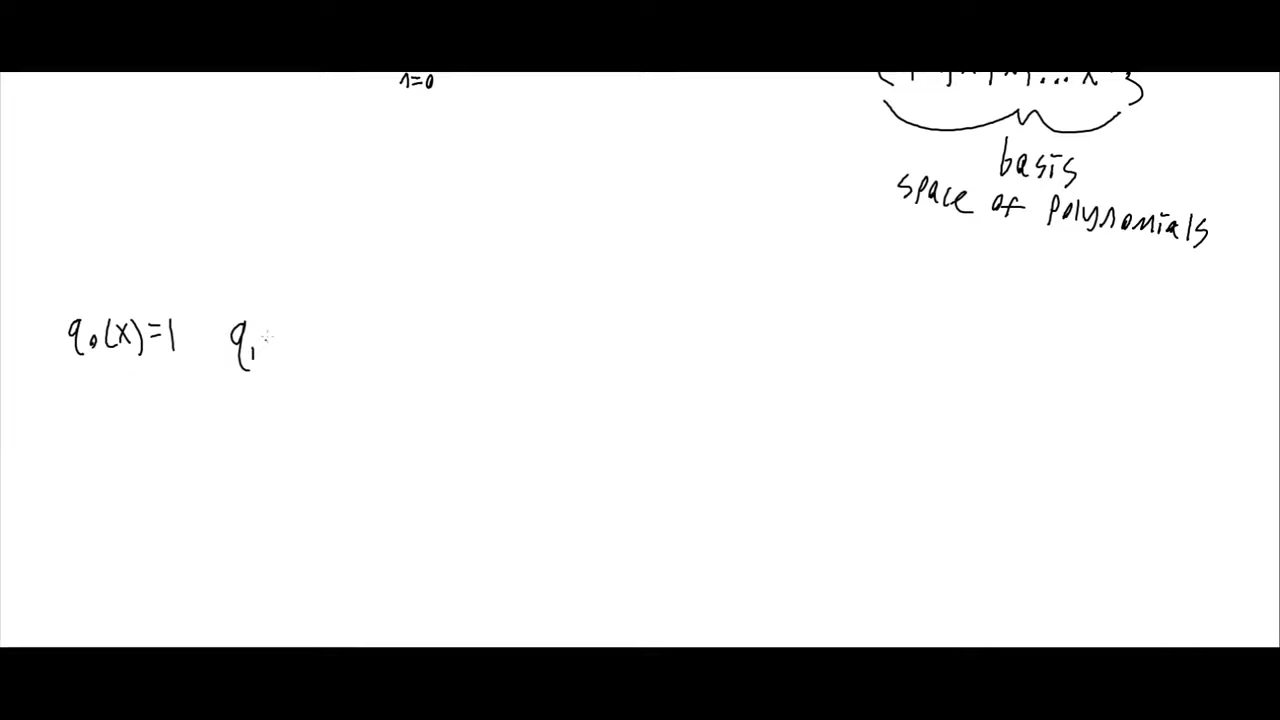 n=0
basis
space of polynomials
q₀(x)=1 q₁